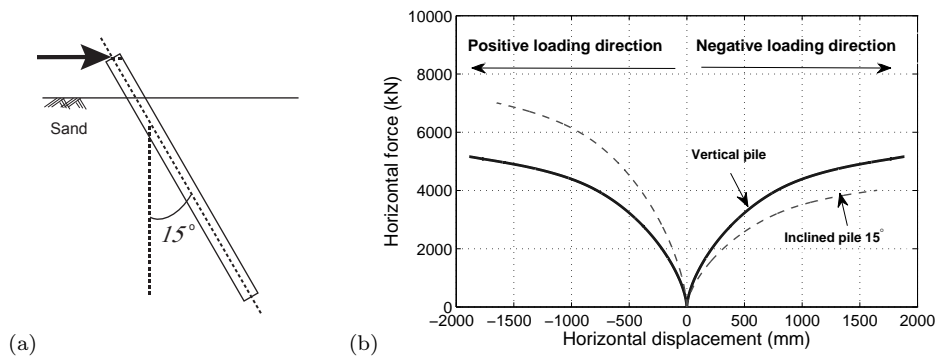 Sand
15°
(a)
Positive loading direction
Negative loading direction
Vertical pile
Inclined pile 15°
Horizontal force (kN)
10000
8000
6000
4000
2000
0
−2000 −1500 −1000 −500 0 500 1000 1500 2000
Horizontal displacement (mm)
(b)